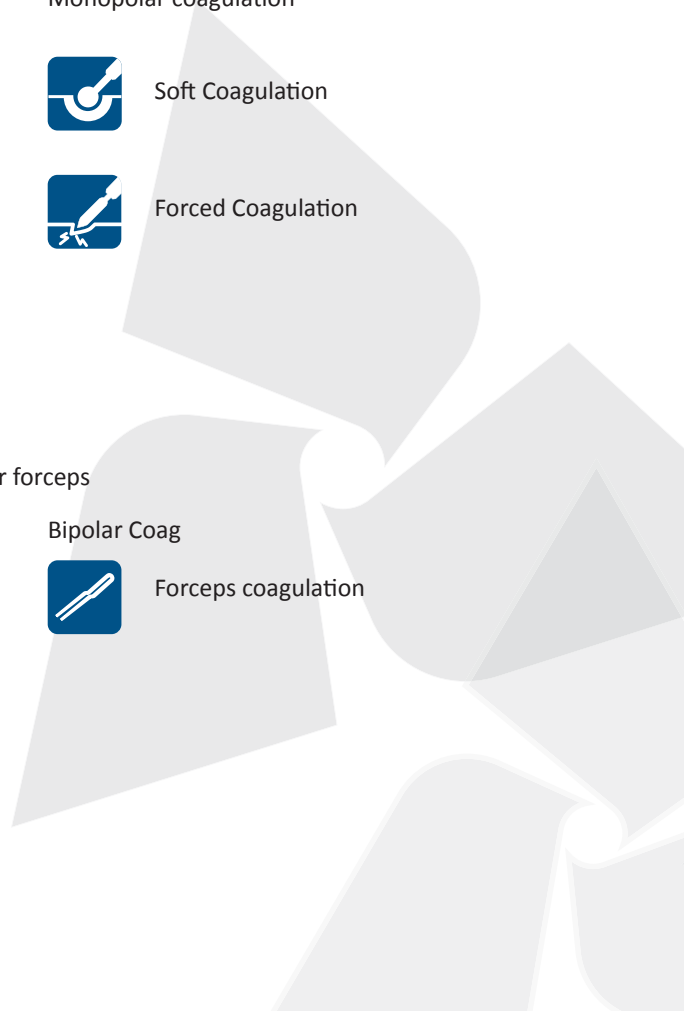 Monopolar coagulation
Soft Coagulation
Forced Coagulation
r forceps
Bipolar Coag
Forceps coagulation